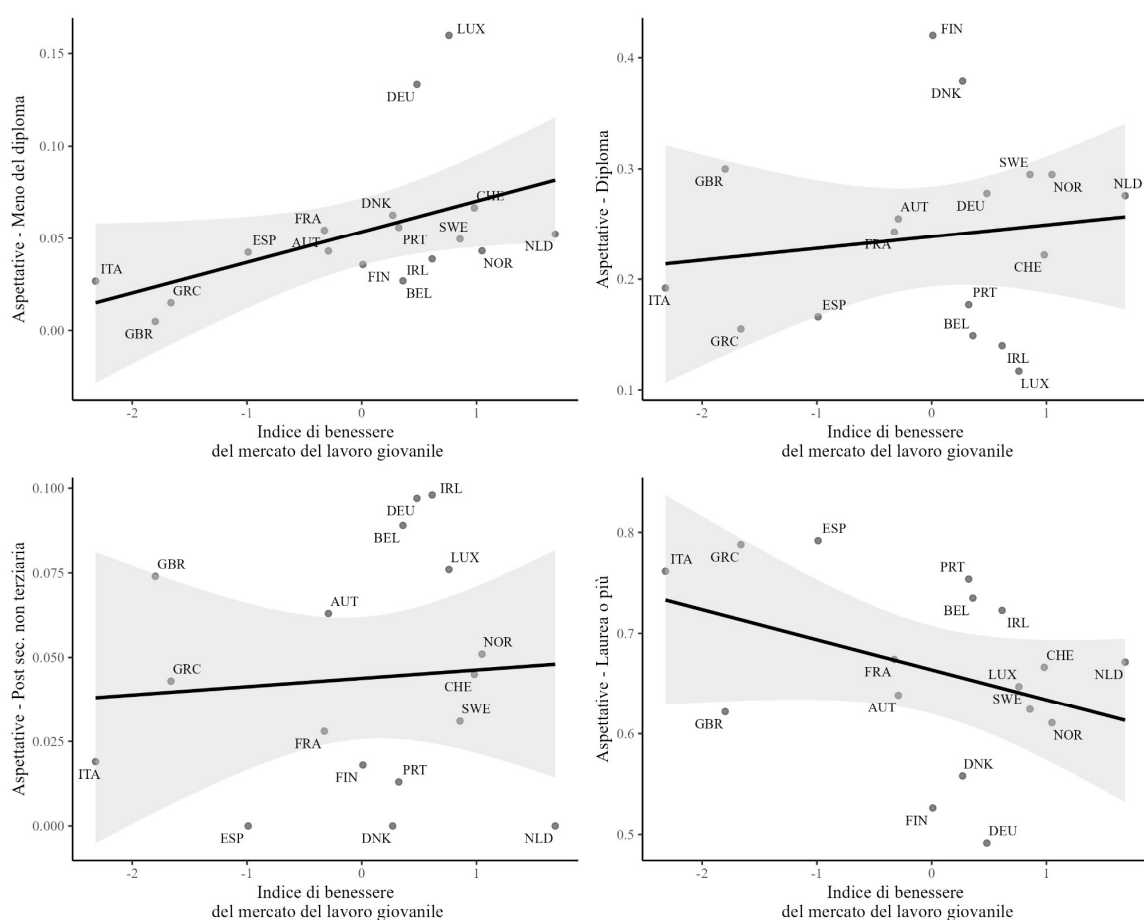 Aspettative - Meno del diploma
0.15
0.10
0.05
0.00
LUX
DEU
CHE
DNK
FRA
SWE
ESP
AUT
PRT
NLD
NOR
IRL
FIN
ITA
GRC
BEL
GBR
-2
-1
0
1
Indice di benessere
del mercato del lavoro giovanile
Aspettative - Diploma
0.4
0.3
0.2
0.1
FIN
DNK
SWE
GBR
NLD
NOR
DEU
AUT
FRA
CHE
ITA
PRT
ESP
BEL
GRC
IRL
LUX
-2
-1
0
1
Indice di benessere
del mercato del lavoro giovanile
Aspettative - Post sec. non terziaria
0.100
0.075
0.050
0.025
0.000
IRL
DEU
BEL
LUX
GBR
AUT
NOR
GRC
CHE
SWE
FRA
PRT
FIN
ITA
ESP
DNK
NLD
-2
-1
0
1
Indice di benessere
del mercato del lavoro giovanile
Aspettative - Laurea o più
0.8
0.7
0.6
0.5
ESP
GRC
ITA
PRT
BEL
IRL
CHE
FRA
LUX
NLD
SWE
AUT
GBR
NOR
DNK
FIN
DEU
-2
-1
0
1
Indice di benessere
del mercato del lavoro giovanile